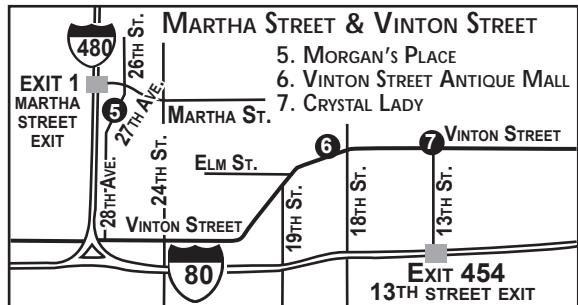 MARTHA STREET & VINTON STREET
5. MORGAN'S PLACE
6. VINTON STREET ANTIQUE MALL
7. CRYSTAL LADY
480
26TH ST.
EXIT 1
MARTHA
STREET
EXIT
5
27TH AVE.
MARTHA ST.
28TH AVE.
24TH ST.
ELM ST.
6
7
VINTON STREET
VINTON STREET
19TH ST.
18TH ST.
13TH ST.
80
EXIT 454
13TH STREET EXIT